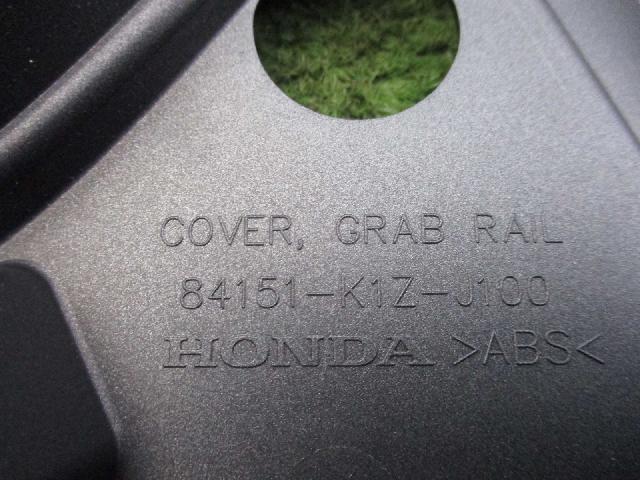 COVER, GRAB RAIL
84151-K1Z-J100
HONDA >ABS<